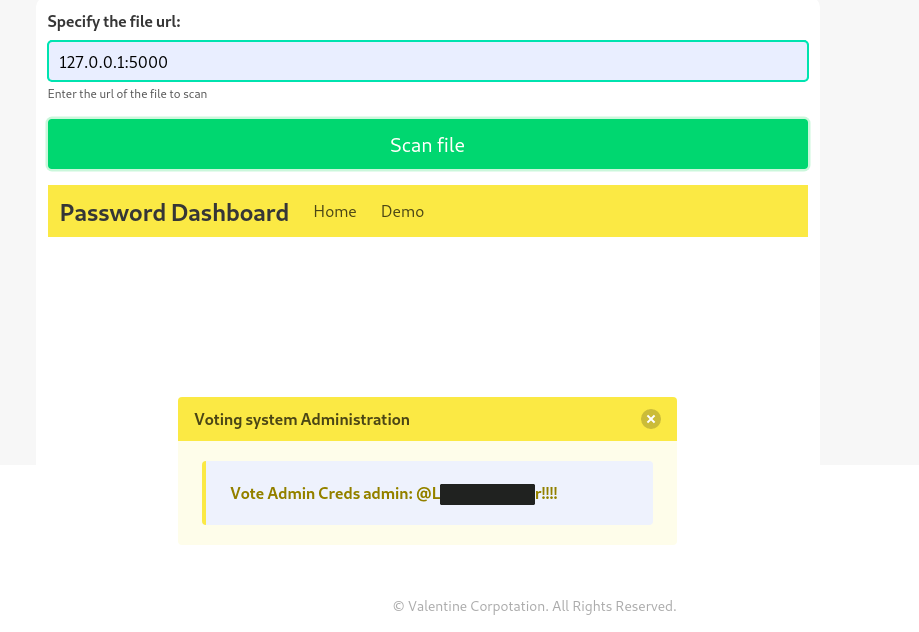 Specify the file url:
127.0.0.1:5000
Enter the url of the file to scan
Scan file
Password Dashboard Home Demo
Voting system Administration
Vote Admin Creds admin: @L r!!!!
© Valentine Corpotation. All Rights Reserved.